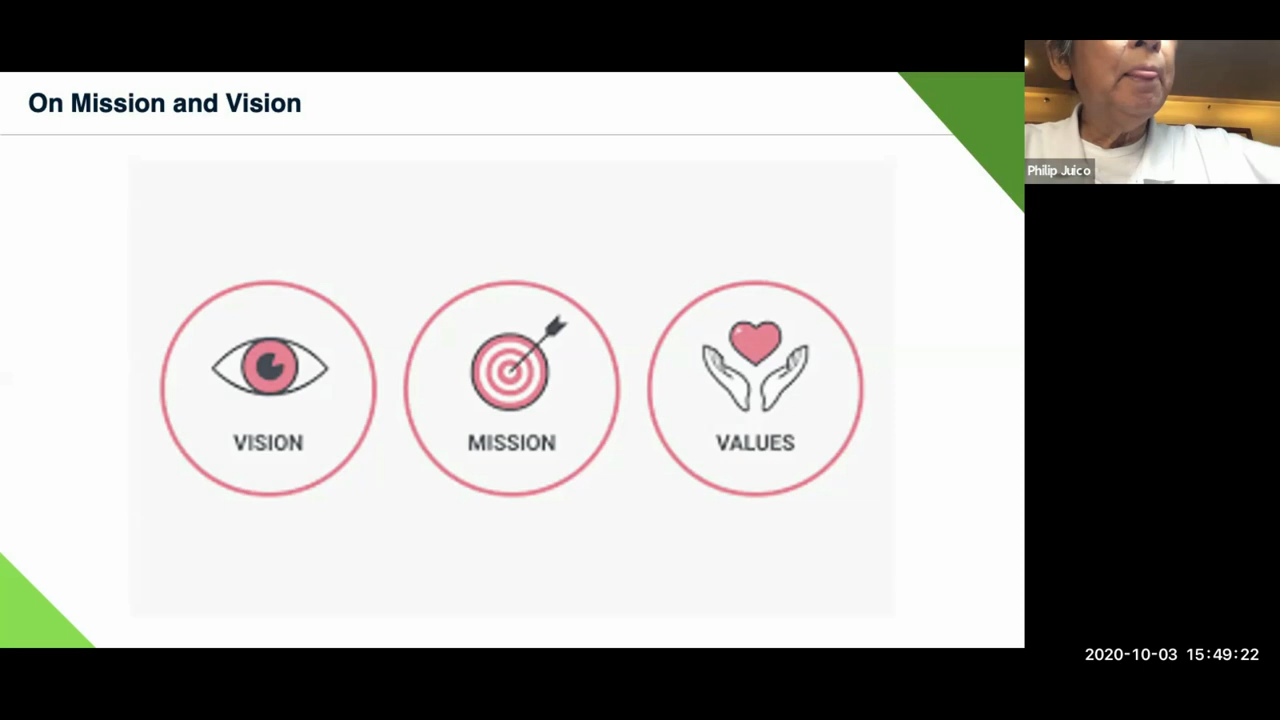 On Mission and Vision
Philip Juico
VISION
MISSION
VALUES
2020-10-03 15:49:22